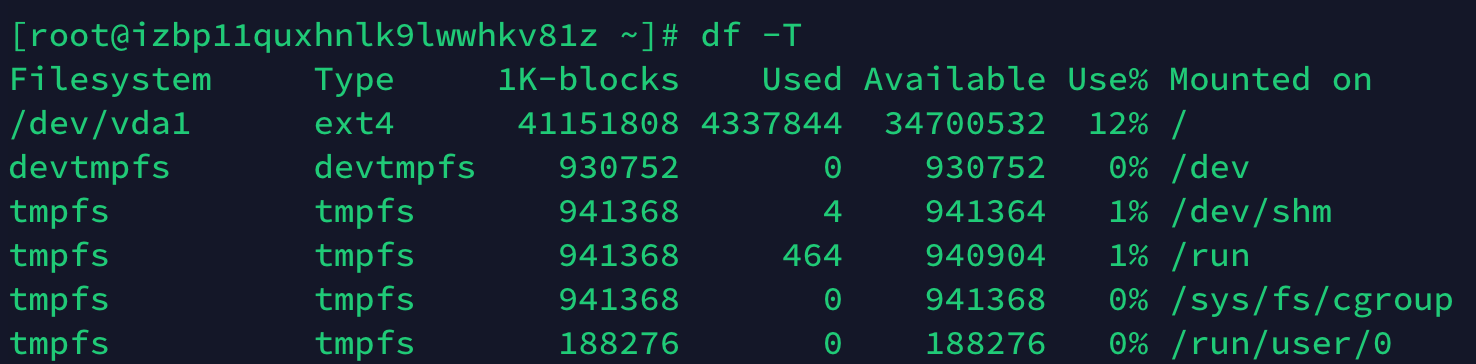 [root@izbp11quxhnlk9lwwhkv81z ~]# df -T
Filesystem     Type     1K-blocks    Used Available Use% Mounted on
/dev/vda1      ext4      41151808 4337844  34700532  12% /
devtmpfs       devtmpfs    930752       0    930752   0% /dev
tmpfs          tmpfs       941368       4    941364   1% /dev/shm
tmpfs          tmpfs       941368     464    940904   1% /run
tmpfs          tmpfs       941368       0    941368   0% /sys/fs/cgroup
tmpfs          tmpfs       188276       0    188276   0% /run/user/0